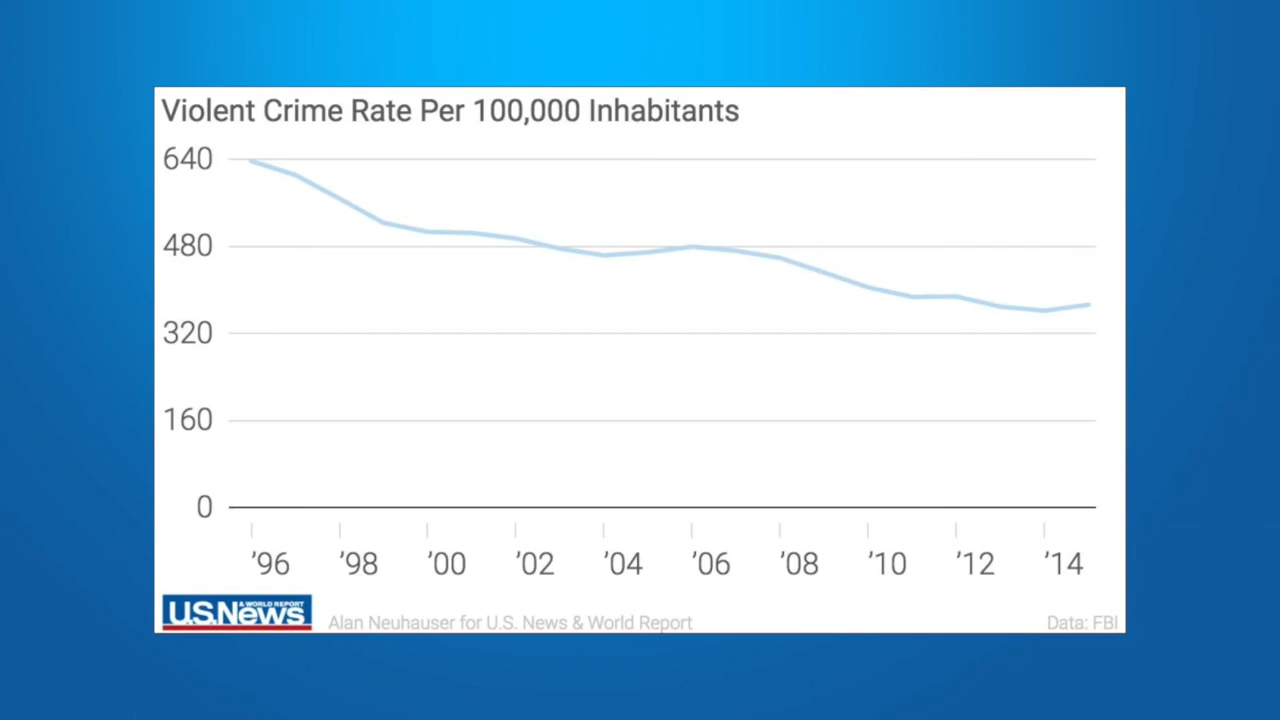 Violent Crime Rate Per 100,000 Inhabitants
640
480
320
160
0
’96 ’98 ’00 ’02 ’04 ’06 ’08 ’10 ’12 ’14
U.S.News
& WORLD REPORT
Alan Neuhauser for U.S. News & World Report
Data: FBI